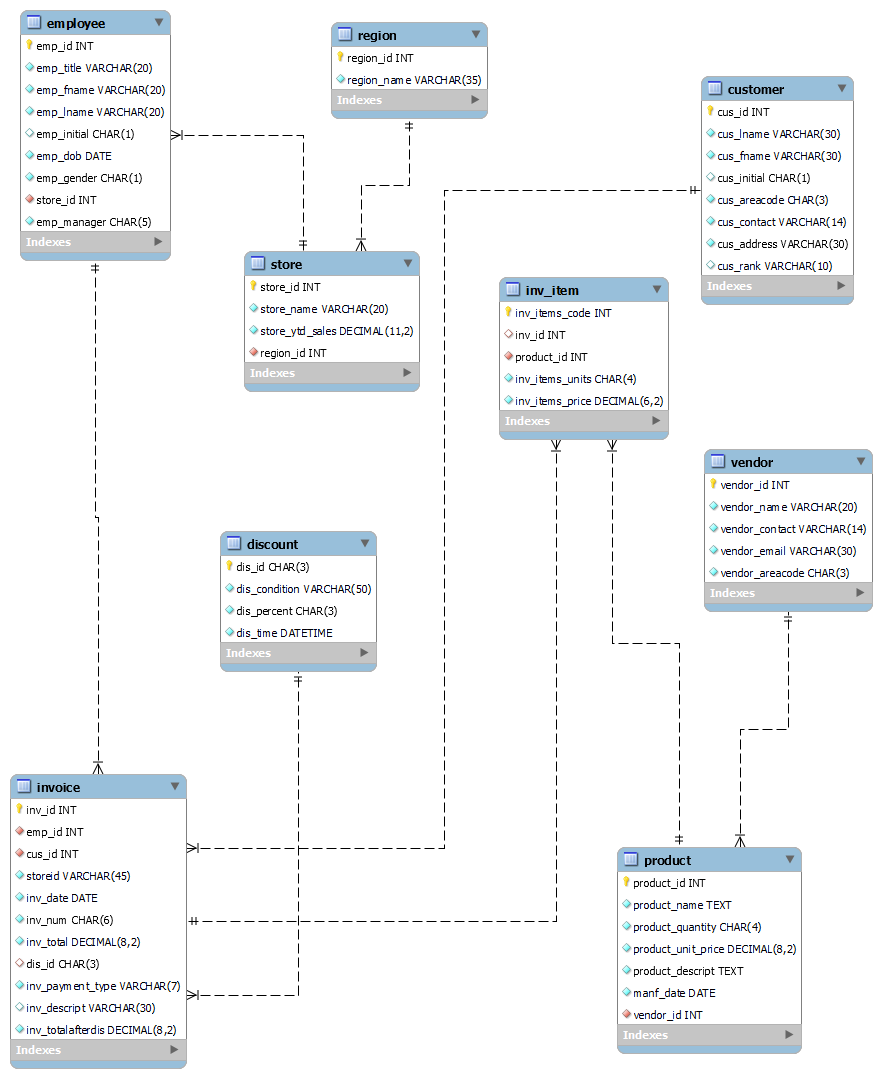 employee
emp_id INT
emp_title VARCHAR(20)
emp_fname VARCHAR(20)
emp_lname VARCHAR(20)
emp_initial CHAR(1)
emp_dob DATE
emp_gender CHAR(1)
store_id INT
emp_manager CHAR(5)
Indexes
region
region_id INT
region_name VARCHAR(35)
Indexes
customer
cus_id INT
cus_lname VARCHAR(30)
cus_fname VARCHAR(30)
cus_initial CHAR(1)
cus_areacode CHAR(3)
cus_contact VARCHAR(14)
cus_address VARCHAR(30)
cus_rank VARCHAR(10)
Indexes
store
store_id INT
store_name VARCHAR(20)
store_ytd_sales DECIMAL(11,2)
region_id INT
Indexes
inv_item
inv_items_code INT
inv_id INT
product_id INT
inv_items_units CHAR(4)
inv_items_price DECIMAL(6,2)
Indexes
vendor
vendor_id INT
vendor_name VARCHAR(20)
vendor_contact VARCHAR(14)
vendor_email VARCHAR(30)
vendor_areacode CHAR(3)
Indexes
discount
dis_id CHAR(3)
dis_condition VARCHAR(50)
dis_percent CHAR(3)
dis_time DATETIME
Indexes
invoice
inv_id INT
emp_id INT
cus_id INT
storeid VARCHAR(45)
inv_date DATE
inv_num CHAR(6)
inv_total DECIMAL(8,2)
dis_id CHAR(3)
inv_payment_type VARCHAR(7)
inv_descript VARCHAR(30)
inv_totalafterdis DECIMAL(8,2)
Indexes
product
product_id INT
product_name TEXT
product_quantity CHAR(4)
product_unit_price DECIMAL(8,2)
product_descript TEXT
manf_date DATE
vendor_id INT
Indexes